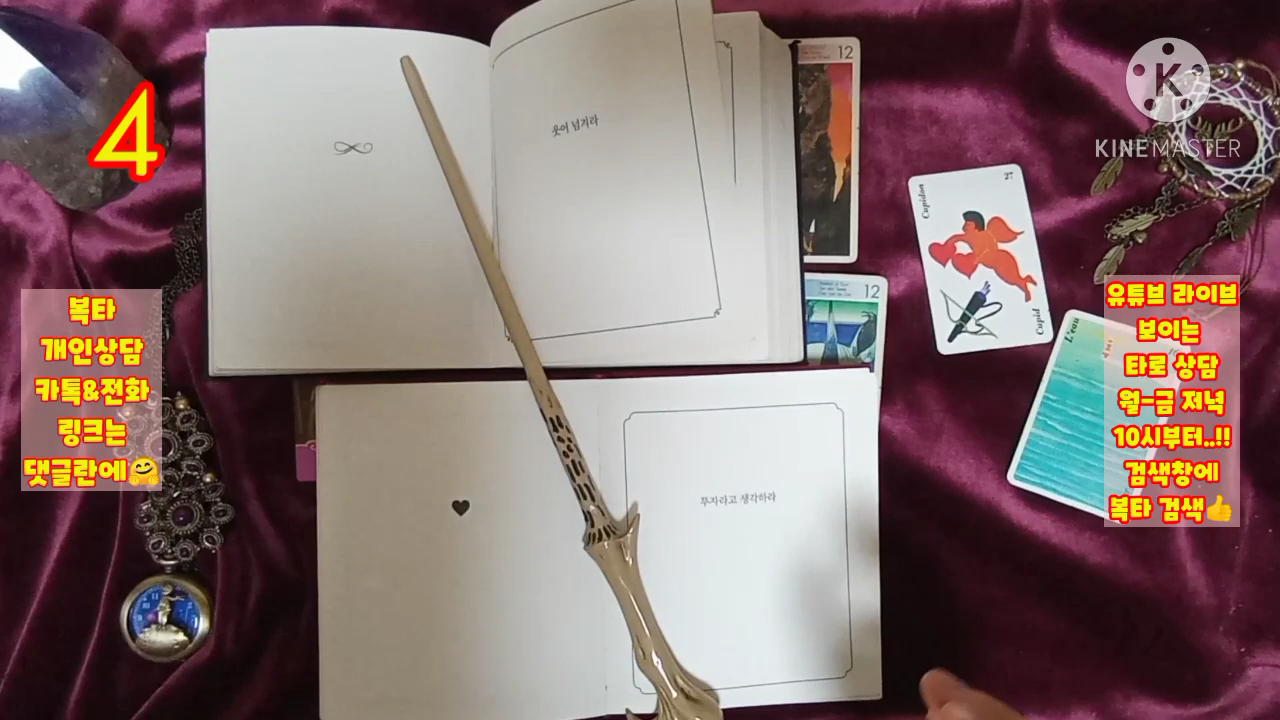 4
웃어 넘겨라
12
KINEMASTER
27
Cupidon
Cupid
12
L'eau
복타
개인상담
카톡&전화
링크는
댓글란에🤗
유튜브 라이브
보이는
타로 상담
월-금 저녁
10시부터..!!
검색창에
복타 검색👍
투자라고 생각하라